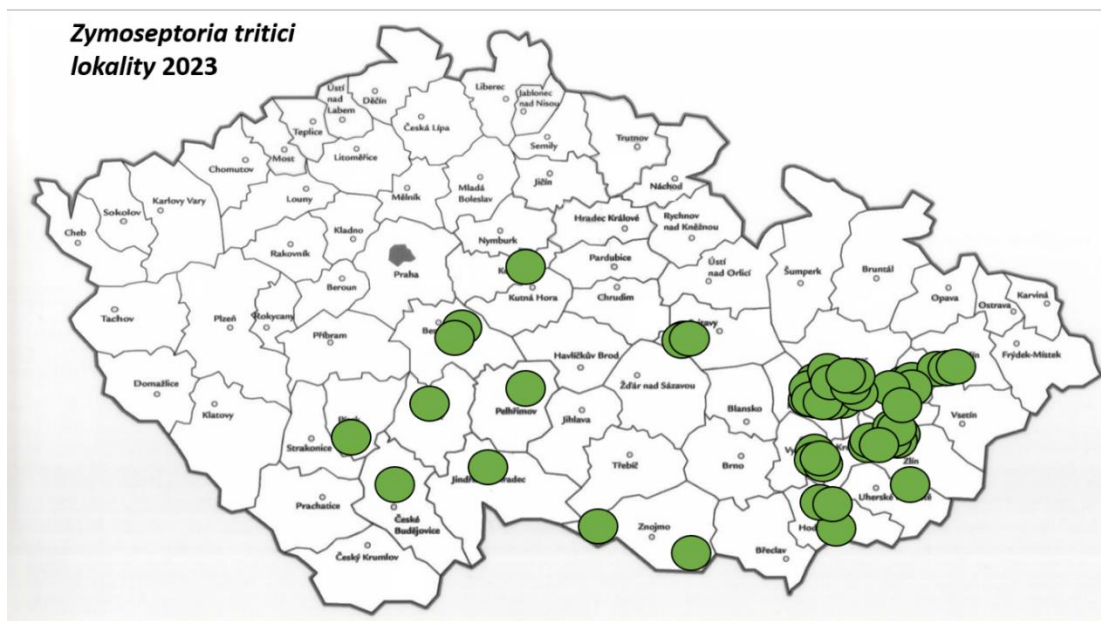 Zymoseptoria tritici
lokality 2023
Liberec
Jablonec
nad Nisou
Ústí
nad
Labem
Děčín
Teplice
Česká Lípa
Semily
Trutnov
Most
Litoměřice
Chomutov
Jičín
Náchod
Mladá
Boleslav
Mělník
Louny
Karlovy Vary
Sokolov
Cheb
Hradec Králové
Rychnov
nad Kněžnou
Kladno
Nymburk
Rakovník
Praha
Pardubice
Ústí
nad Orlicí
Šumperk
Bruntál
Beroun
Kutná Hora
Chrudim
Opava
Ostrava
Karviná
Tachov
Plzeň
Rokycany
Příbram
Frýdek-Místek
Havlíčkův Brod
Domažlice
Klatovy
Žďár nad Sázavou
Pelhřimov
Blansko
Vsetín
Jihlava
Strakonice
Třebíč
Brno
Zlín
Prachatice
Uherské
České
Budějovice
Znojmo
Český Krumlov
Břeclav